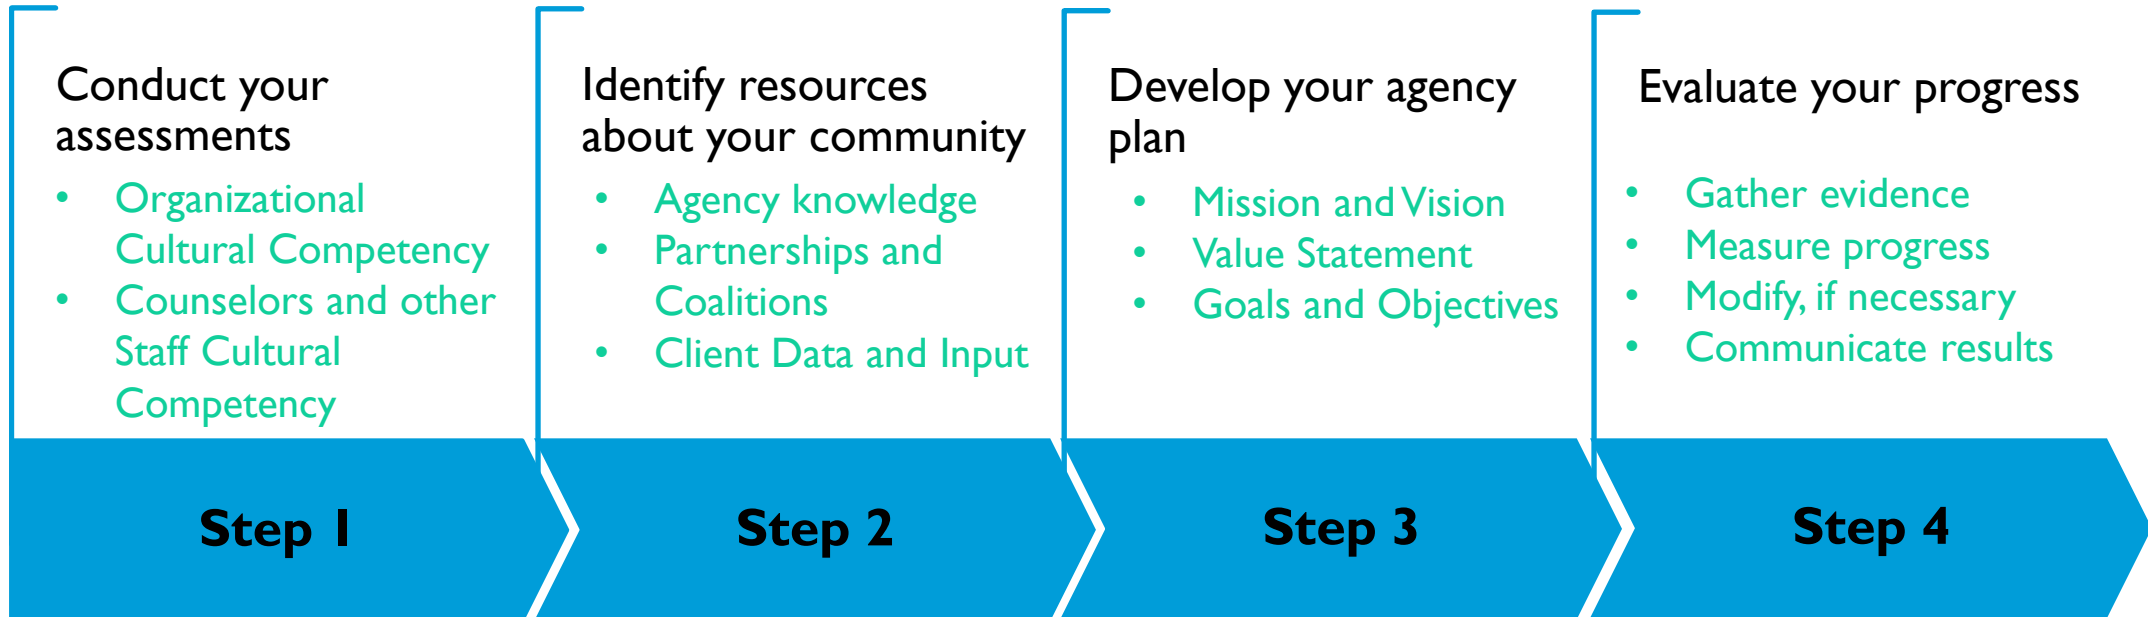 Conduct your
assessments
• Organizational
Cultural Competency
• Counselors and other
Staff Cultural
Competency
Step 1
Identify resources
about your community
• Agency knowledge
• Partnerships and
Coalitions
• Client Data and Input
Step 2
Develop your agency
plan
• Mission and Vision
• Value Statement
• Goals and Objectives
Step 3
Evaluate your progress
• Gather evidence
• Measure progress
• Modify, if necessary
• Communicate results
Step 4